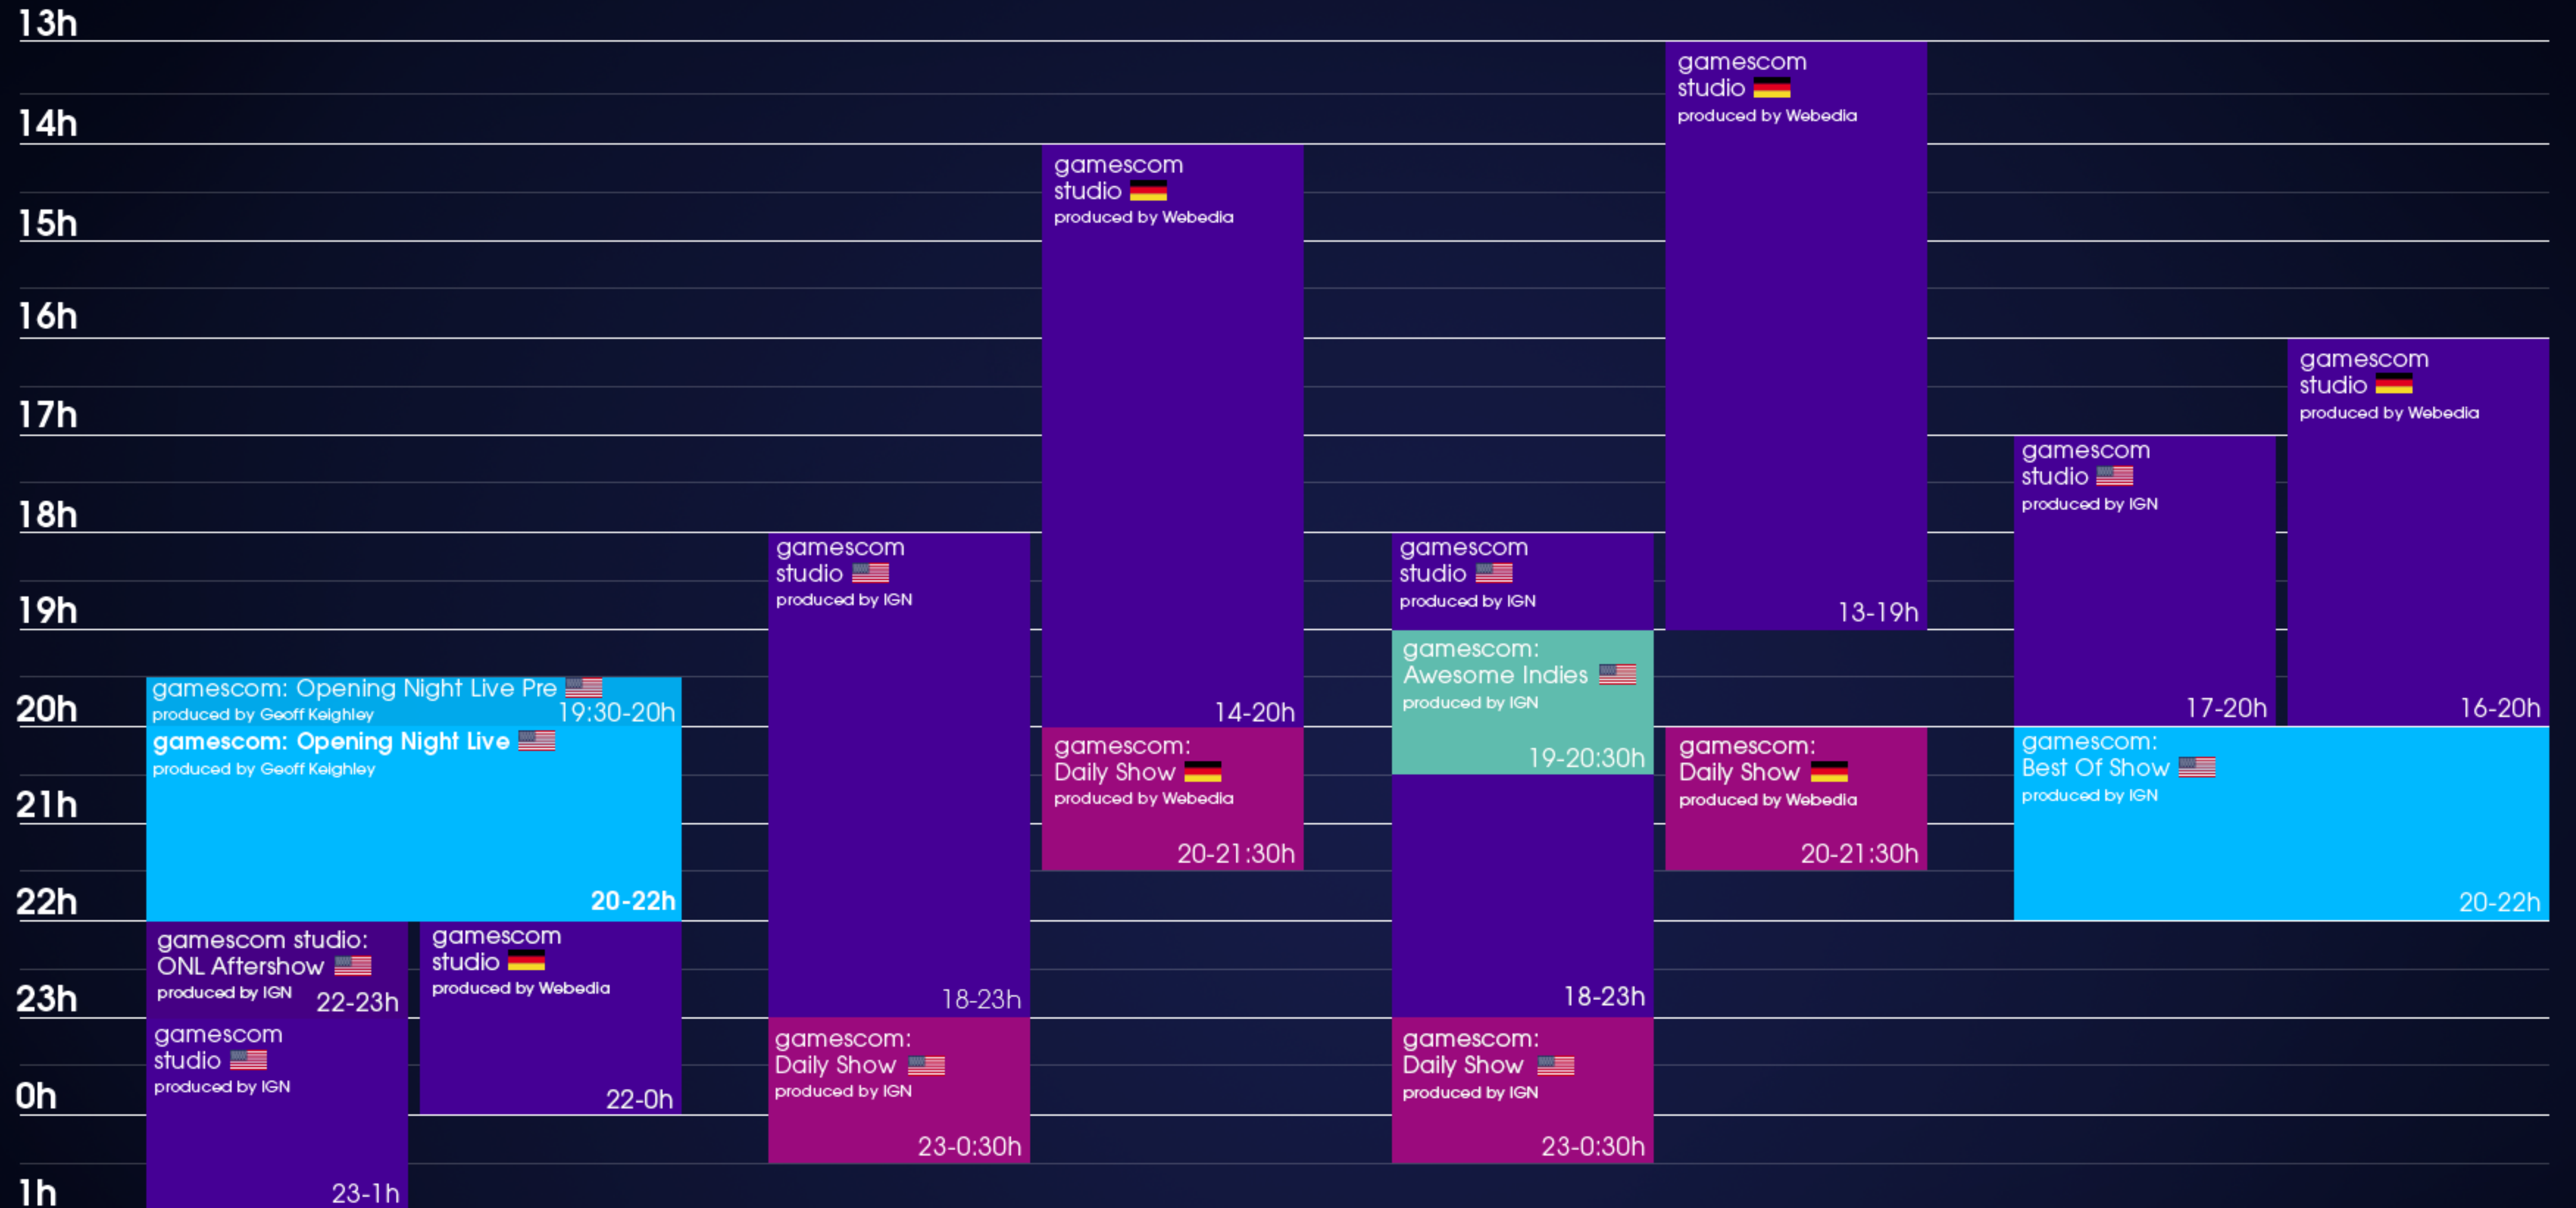 13h
14h
15h
16h
17h
18h
19h
20h
21h
22h
23h
0h
1h
gamescom: Opening Night Live Pre
produced by Geoff Keighley 19:30-20h
gamescom: Opening Night Live
produced by Geoff Keighley
20-22h
gamescom studio:
ONL Aftershow
produced by IGN 22-23h
gamescom
studio
produced by IGN
23-1h
gamescom
studio
produced by Webedia
22-0h
gamescom
studio
produced by IGN
18-23h
gamescom:
Daily Show
produced by IGN
23-0:30h
gamescom
studio
produced by Webedia
14-20h
gamescom:
Daily Show
produced by Webedia
20-21:30h
gamescom
studio
produced by IGN
gamescom:
Awesome Indies
produced by IGN
19-20:30h
18-23h
gamescom:
Daily Show
produced by IGN
23-0:30h
gamescom
studio
produced by Webedia
13-19h
gamescom:
Daily Show
produced by Webedia
20-21:30h
gamescom
studio
produced by IGN
17-20h
gamescom
studio
produced by Webedia
16-20h
gamescom:
Best Of Show
produced by IGN
20-22h